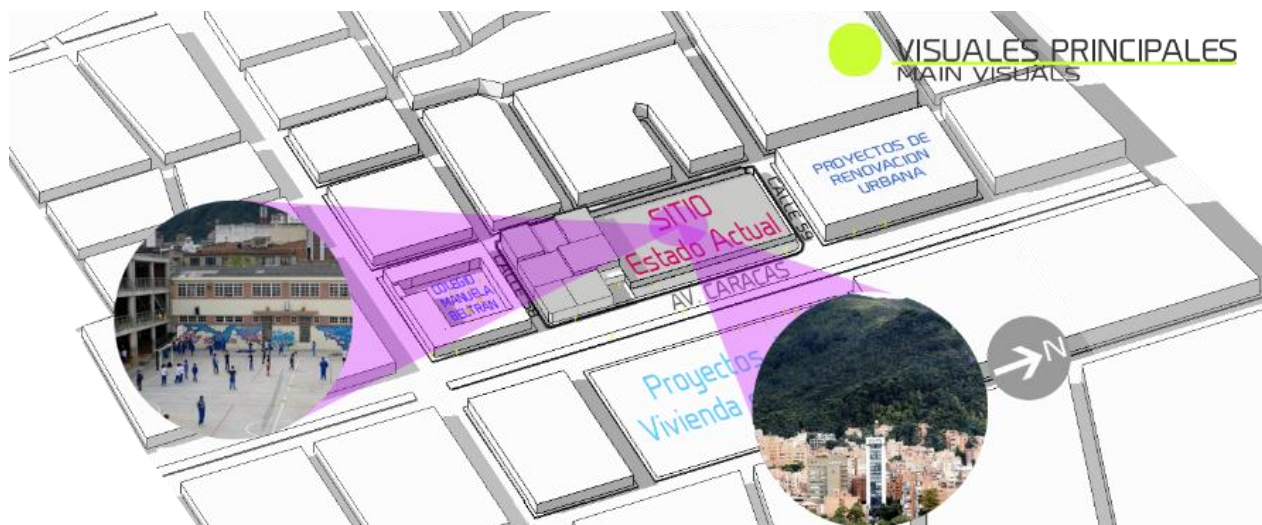 VISUALES PRINCIPALES
MAIN VISUALS
PROYECTOS DE
RENOVACION
URBANA
CALLE 59
SITIO
Estado Actual
COLEGIO
MANUELA
BELTRAN
AV. CARACAS
N
Proyectos
Vivienda